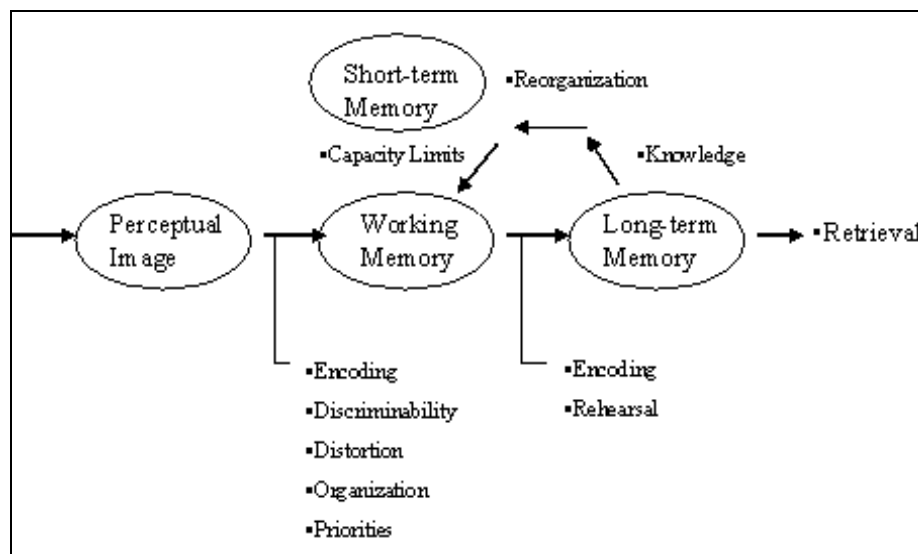 Short-term
Memory
▪Reorganization
▪Capacity Limits
▪Knowledge
Perceptual
Image
Working
Memory
Long-term
Memory
▪Retrieval
▪Encoding
▪Discriminability
▪Distortion
▪Organization
▪Priorities
▪Encoding
▪Rehearsal